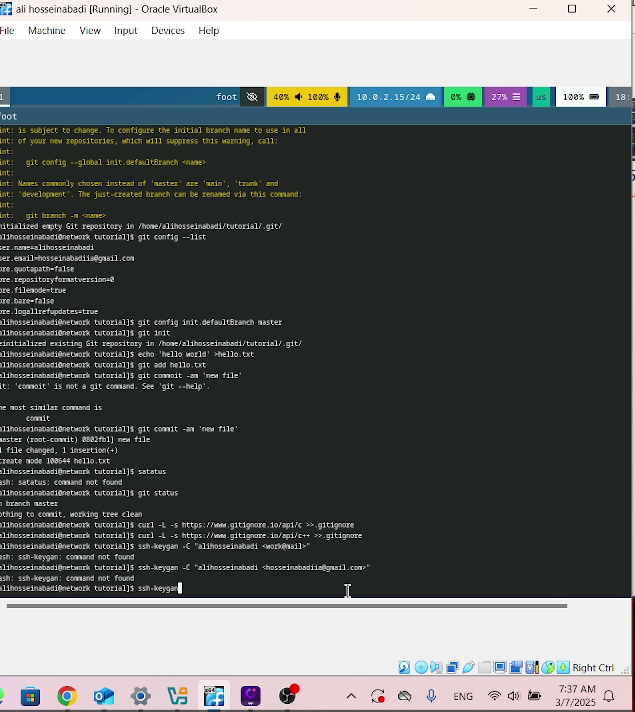 ali hosseinabadi [Running] - Oracle VirtualBox
File Machine View Input Devices Help
1 foot 40% 100% 10.0.2.15/24 0% 27% us 100% 18:
foot
int: is subject to change. To configure the initial branch name to use in all
int: of your new repositories, which will suppress this warning, call:
int:
int: git config --global init.defaultBranch <name>
int:
int: Names commonly chosen instead of 'master' are 'main', 'trunk' and
int: 'development'. The just-created branch can be renamed via this command:
int:
int: git branch -m <name>
nitialized empty Git repository in /home/alihosseinabadi/tutorial/.git/
alihosseinabadi@network tutorial]$ git config --list
ser.name=alihosseinabadi
ser.email=hosseinabadiia@gmail.com
ore.quotapath=false
ore.repositoryformatversion=0
ore.filemode=true
ore.bare=false
ore.logallrefupdates=true
alihosseinabadi@network tutorial]$ git config init.defaultBranch master
alihosseinabadi@network tutorial]$ git init
einitialized existing Git repository in /home/alihosseinabadi/tutorial/.git/
alihosseinabadi@network tutorial]$ echo 'hello world' >hello.txt
alihosseinabadi@network tutorial]$ git add hello.txt
alihosseinabadi@network tutorial]$ git commoit -am 'new file'
it: 'commoit' is not a git command. See 'git --help'.
he most similar command is
commit
alihosseinabadi@network tutorial]$ git commit -am 'new file'
master (root-commit) 0802fb1] new file
1 file changed, 1 insertion(+)
create mode 100644 hello.txt
alihosseinabadi@network tutorial]$ satatus
ash: satatus: command not found
alihosseinabadi@network tutorial]$ git status
n branch master
othing to commit, working tree clean
alihosseinabadi@network tutorial]$ curl -L -s https://www.gitignore.io/api/c >>.gitignore
alihosseinabadi@network tutorial]$ curl -L -s https://www.gitignore.io/api/c++ >>.gitignore
alihosseinabadi@network tutorial]$ ssh-keygan -C "alihosseinabadi <work@mail>"
ash: ssh-keygan: command not found
alihosseinabadi@network tutorial]$ ssh-keygan -C "alihosseinabadi <hosseinabadiia@gmail.com>"
ash: ssh-keygan: command not found
alihosseinabadi@network tutorial]$ ssh-keygan
Right Ctrl
ENG
7:37 AM
3/7/2025